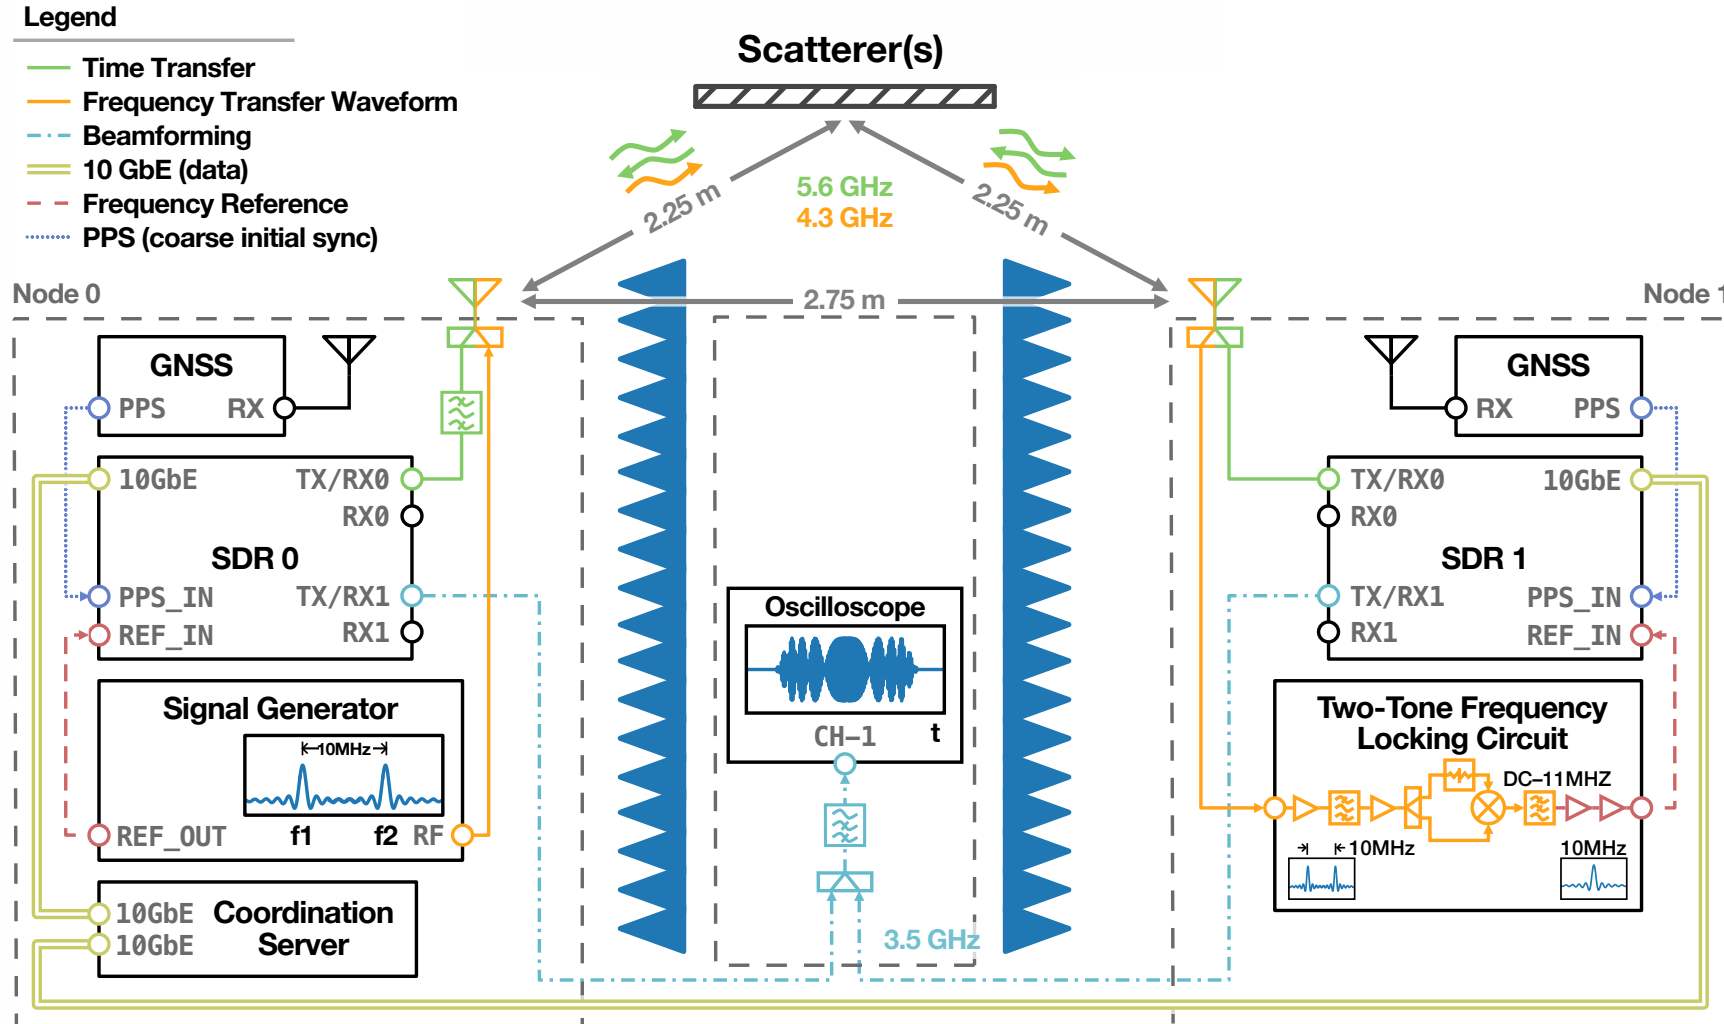 Legend
Time Transfer
Frequency Transfer Waveform
Beamforming
10 GbE (data)
Frequency Reference
PPS (coarse initial sync)
Scatterer(s)
5.6 GHz
4.3 GHz
2.25 m
2.25 m
2.75 m
Node 0
GNSS
PPS RX
10GbE TX/RX0
RX0
SDR 0
PPS_IN TX/RX1
REF_IN RX1
Signal Generator
10MHz
REF_OUT f1 f2 RF
10GbE Coordination
10GbE Server
Oscilloscope
CH-1 t
3.5 GHz
Node 1
GNSS
RX PPS
TX/RX0 10GbE
RX0
SDR 1
TX/RX1 PPS_IN
RX1 REF_IN
Two-Tone Frequency
Locking Circuit
DC-11MHZ
10MHz 10MHz